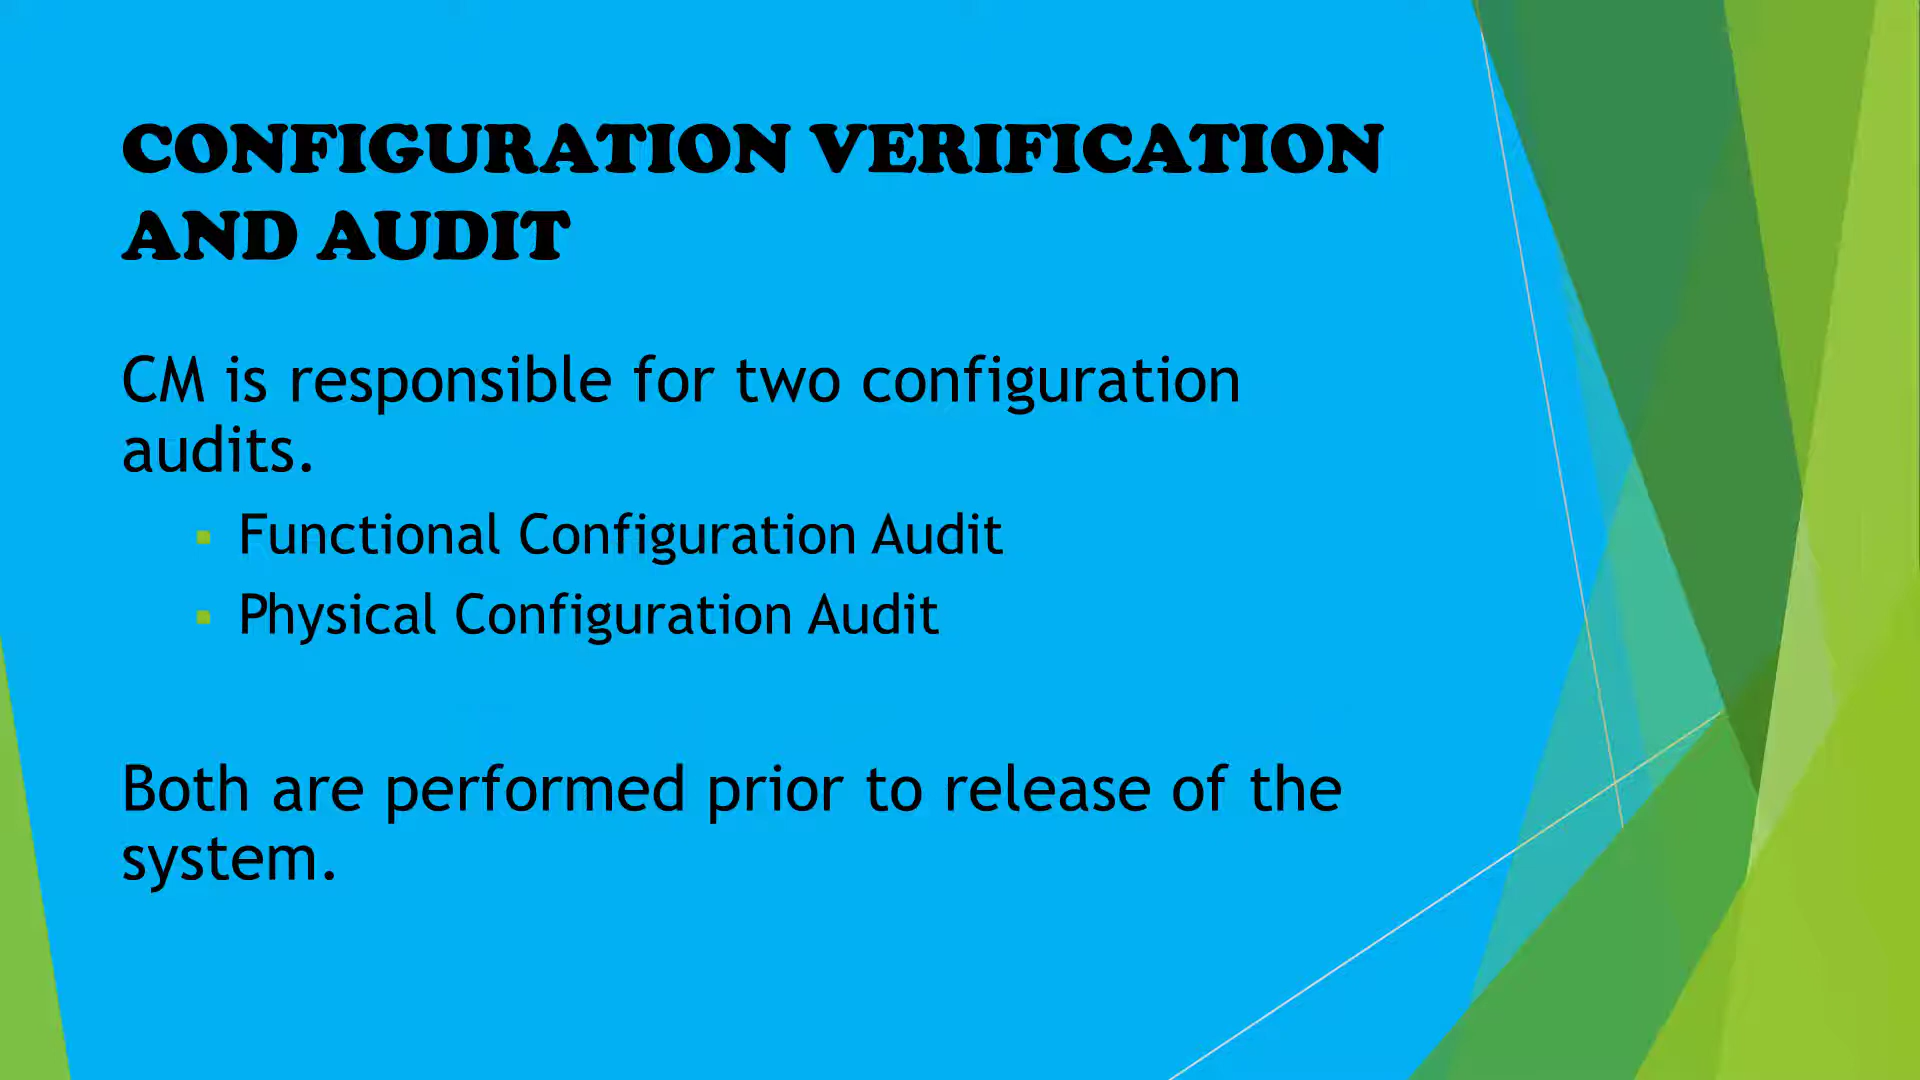 CONFIGURATION VERIFICATION
AND AUDIT
CM is responsible for two configuration
audits.
Functional Configuration Audit
Physical Configuration Audit
Both are performed prior to release of the
system.